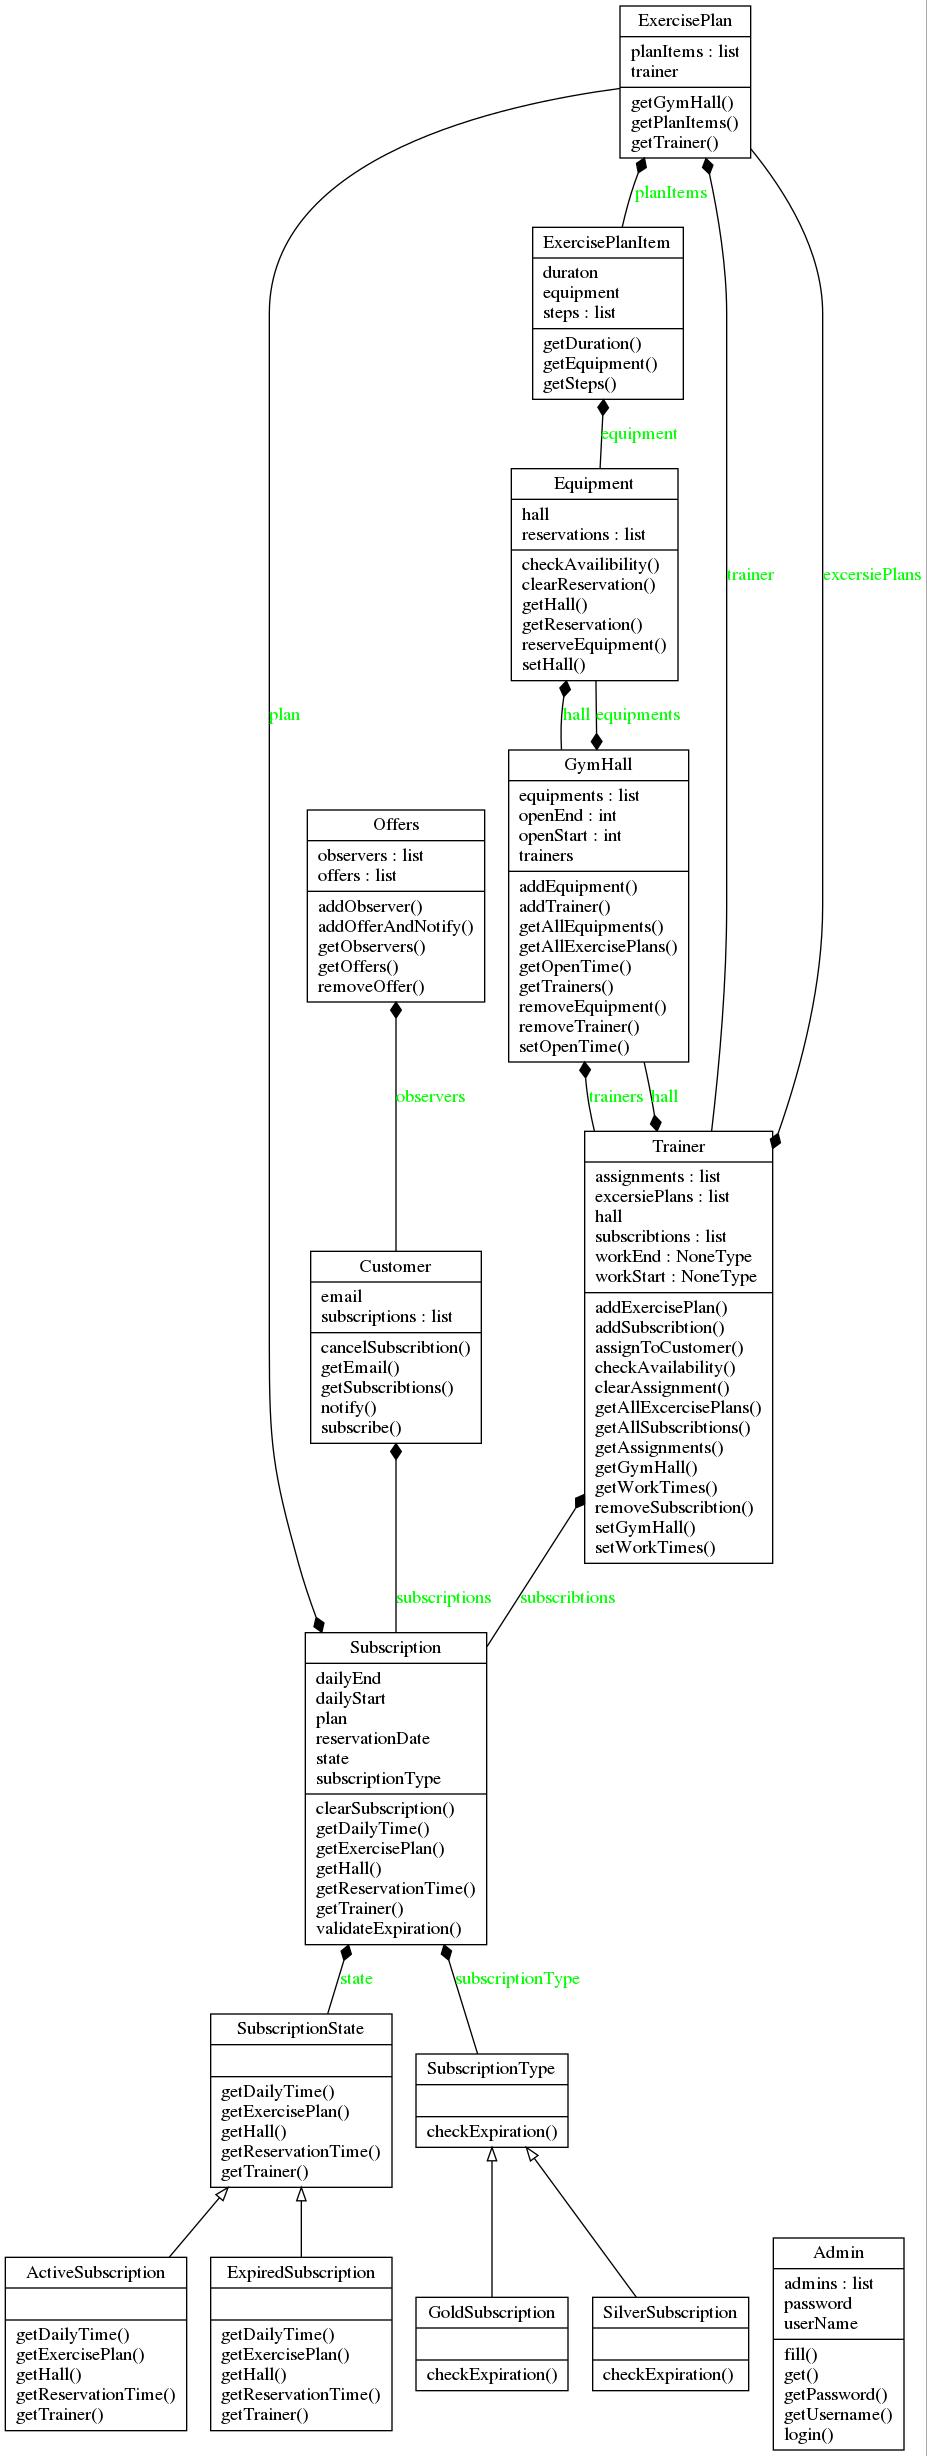 ExercisePlan
planItems : list
trainer
getGymHall()
getPlanItems()
getTrainer()
planItems
ExercisePlanItem
duraton
equipment
steps : list
getDuration()
getEquipment()
getSteps()
equipment
Equipment
hall
reservations : list
checkAvailibility()
clearReservation()
getHall()
getReservation()
reserveEquipment()
setHall()
trainer
excersiePlans
plan
hall
equipments
GymHall
equipments : list
openEnd : int
openStart : int
trainers
addEquipment()
addTrainer()
getAllEquipments()
getAllExercisePlans()
getOpenTime()
getTrainers()
removeEquipment()
removeTrainer()
setOpenTime()
Offers
observers : list
offers : list
addObserver()
addOfferAndNotify()
getObservers()
getOffers()
removeOffer()
observers
trainers
hall
Trainer
assignments : list
excersiePlans : list
hall
subscribtions : list
workEnd : NoneType
workStart : NoneType
addExercisePlan()
addSubscribtion()
assignToCustomer()
checkAvailability()
clearAssignment()
getAllExcercisePlans()
getAllSubscribtions()
getAssignments()
getGymHall()
getWorkTimes()
removeSubscribtion()
setGymHall()
setWorkTimes()
Customer
email
subscriptions : list
cancelSubscribtion()
getEmail()
getSubscribtions()
notify()
subscribe()
subscriptions
subscribtions
Subscription
dailyEnd
dailyStart
plan
reservationDate
state
subscriptionType
clearSubscription()
getDailyTime()
getExercisePlan()
getHall()
getReservationTime()
getTrainer()
validateExpiration()
state
subscriptionType
SubscriptionState
getDailyTime()
getExercisePlan()
getHall()
getReservationTime()
getTrainer()
SubscriptionType
checkExpiration()
ActiveSubscription
getDailyTime()
getExercisePlan()
getHall()
getReservationTime()
getTrainer()
ExpiredSubscription
getDailyTime()
getExercisePlan()
getHall()
getReservationTime()
getTrainer()
GoldSubscription
checkExpiration()
SilverSubscription
checkExpiration()
Admin
admins : list
password
userName
fill()
get()
getPassword()
getUsername()
login()